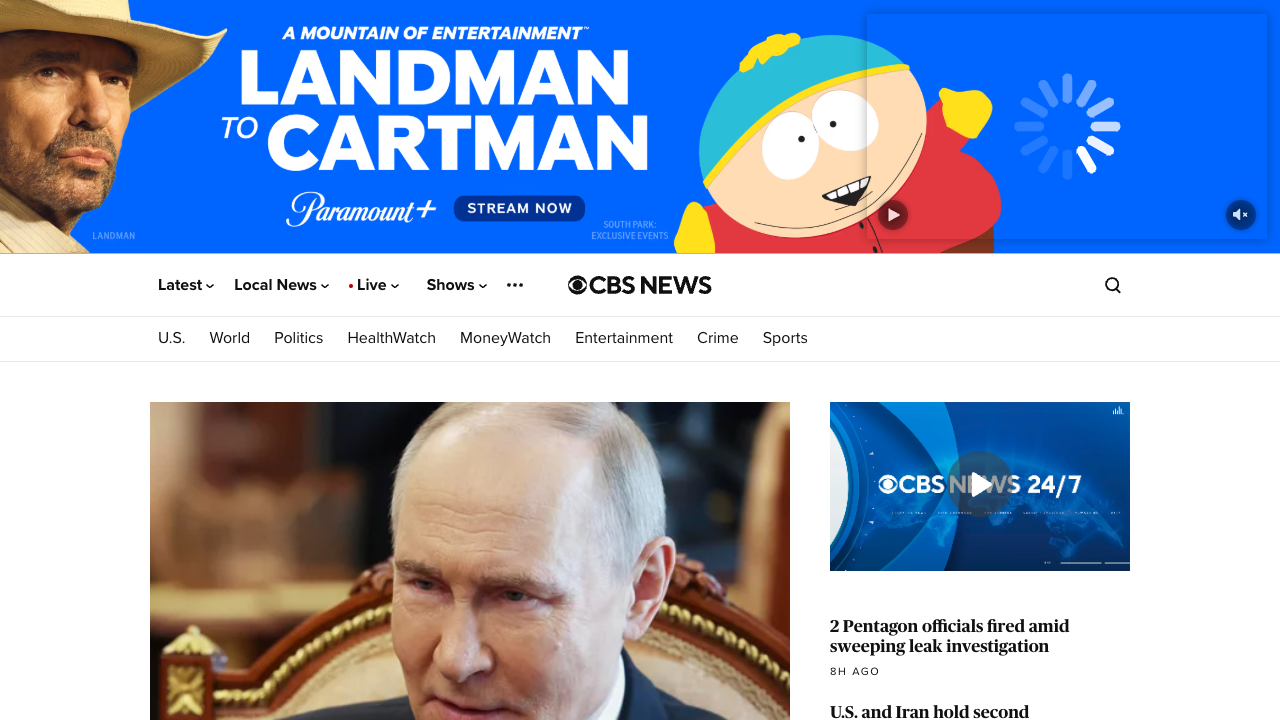 A MOUNTAIN OF ENTERTAINMENT™
LANDMAN
TO CARTMAN
Paramount+ STREAM NOW
LANDMAN
SOUTH PARK:
EXCLUSIVE EVENTS
Latest
Local News
Live
Shows
CBS NEWS
U.S.
World
Politics
HealthWatch
MoneyWatch
Entertainment
Crime
Sports
CBS NEWS 24/7
2 Pentagon officials fired amid
sweeping leak investigation
8H AGO
U.S. and Iran hold second